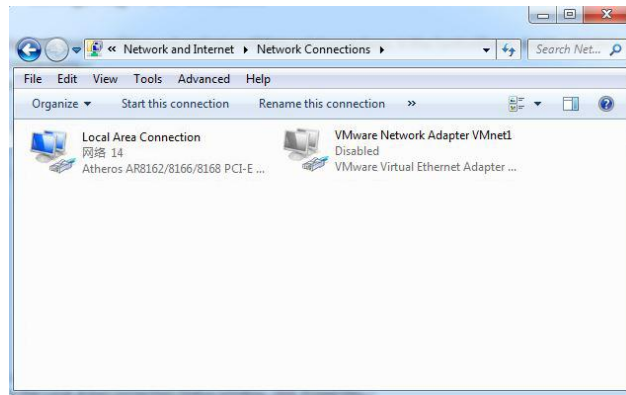 « Network and Internet ▸ Network Connections ▸ Search Net...
File Edit View Tools Advanced Help
Organize ▾ Start this connection Rename this connection »
Local Area Connection
网络 14
Atheros AR8162/8166/8168 PCI-E ...
VMware Network Adapter VMnet1
Disabled
VMware Virtual Ethernet Adapter ...